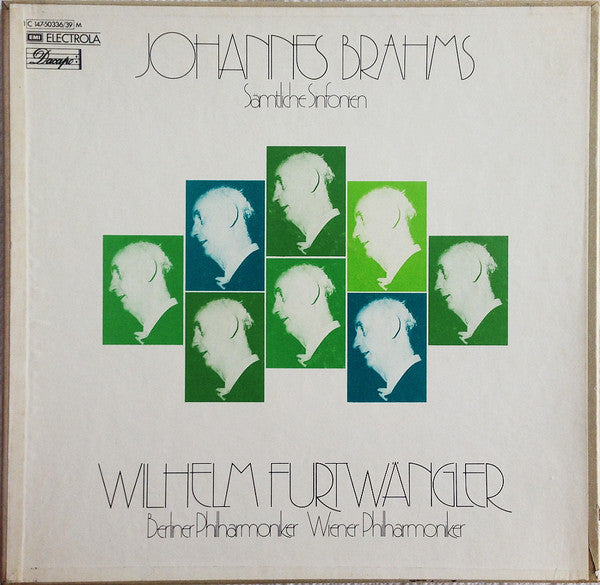 1 C 147-50336/39 M
EMI ELECTROLA
Dacapo
JOHANNES BRAHMS
Sämtliche Sinfonien
WILHELM FURTWÄNGLER
Berliner Philharmoniker Wiener Philharmoniker